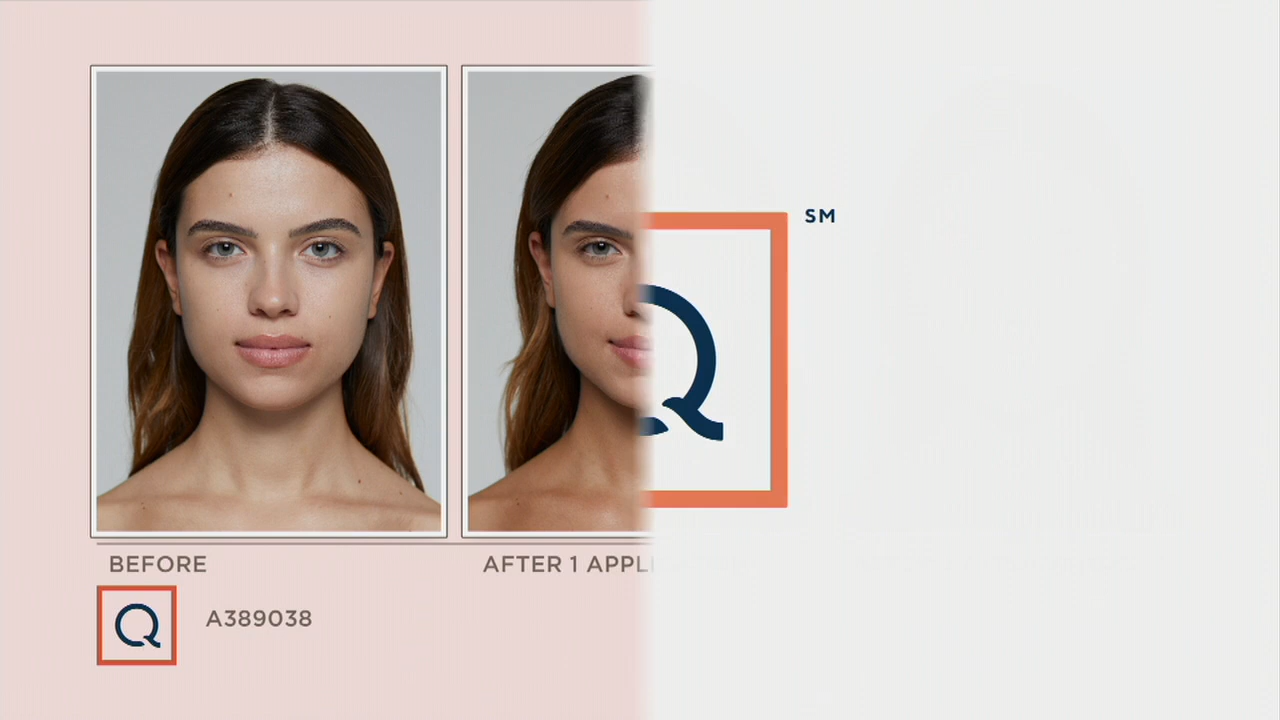 SM
Q
BEFORE
AFTER 1 APPL
Q
A389038